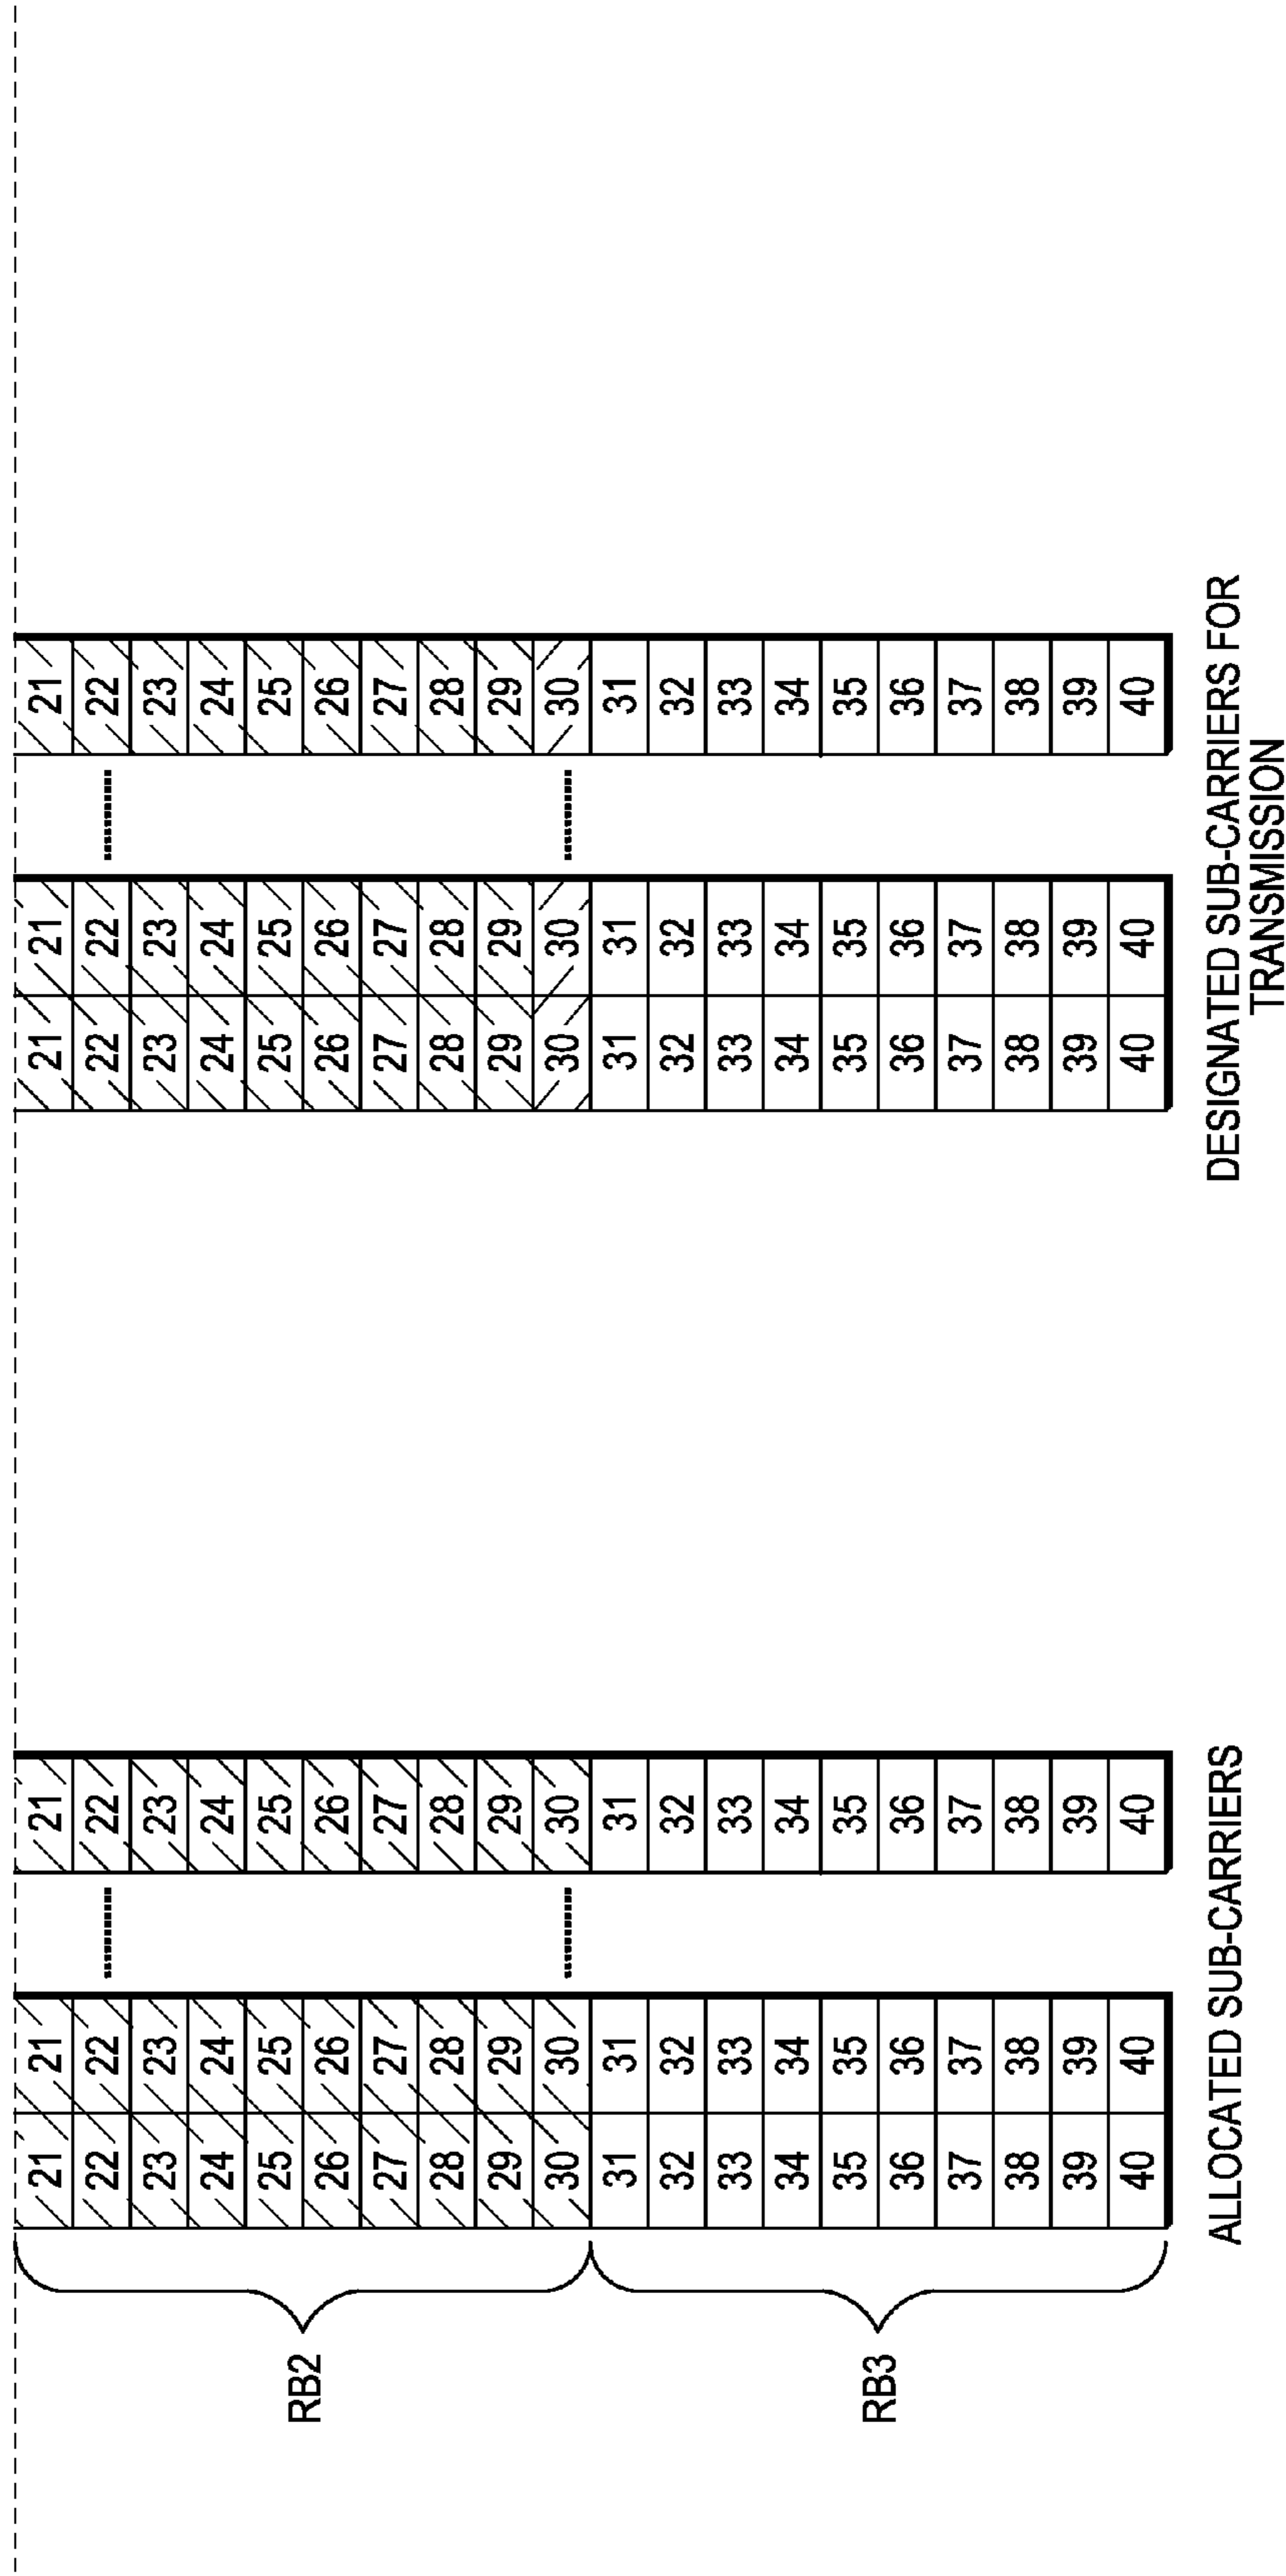 21 21 21 21 21 21
22 22 22 22 22 22
23 23 23 23 23 23
24 24 24 24 24 24
25 25 25 25 25 25
RB2
26 26 26 26 26 26
27 27 27 27 27 27
28 28 28 28 28 28
29 29 29 29 29 29
30 30 30 30 30 30
31 31 31 31 31 31
32 32 32 32 32 32
33 33 33 33 33 33
34 34 34 34 34 34
35 35 35 35 35 35
RB3
36 36 36 36 36 36
37 37 37 37 37 37
38 38 38 38 38 38
39 39 39 39 39 39
40 40 40 40 40 40
ALLOCATED SUB-CARRIERS
DESIGNATED SUB-CARRIERS FOR
TRANSMISSION